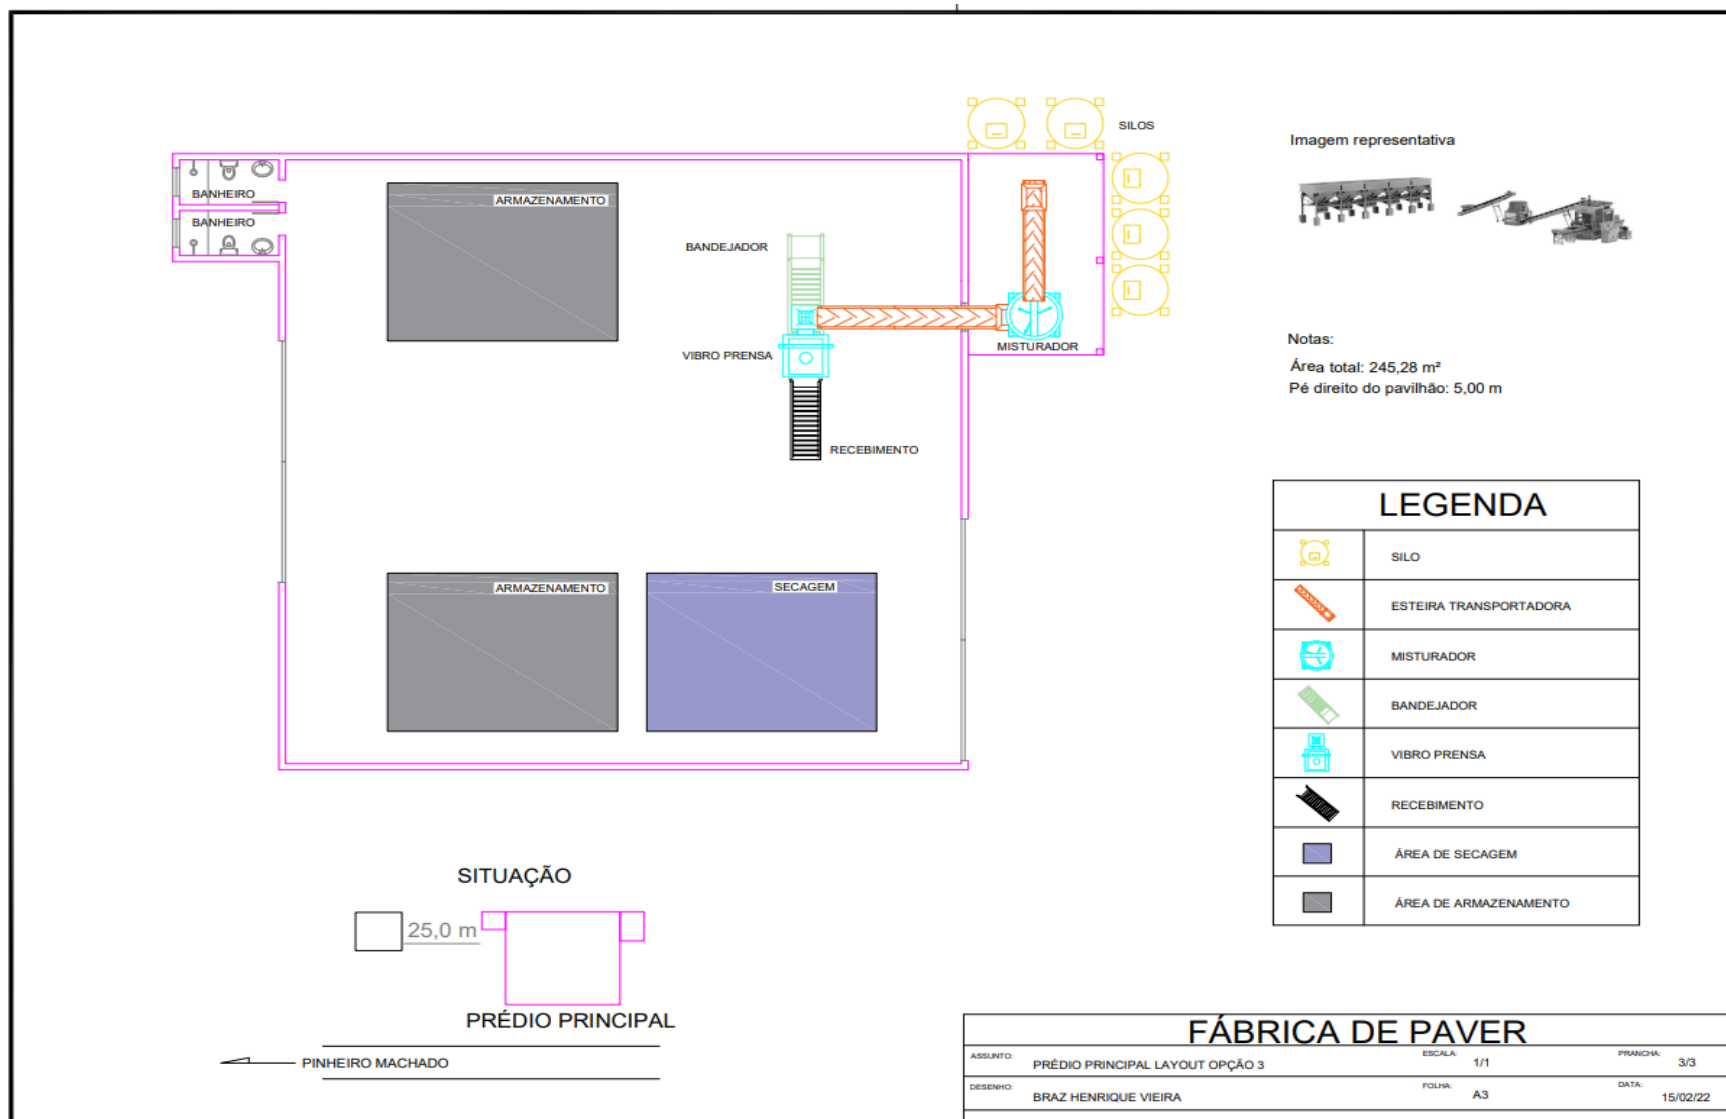 SILOS
Imagem representativa
BANHEIRO
BANHEIRO
ARMAZENAMENTO
BANDEJADOR
MISTURADOR
VIBRO PRENSA
RECEBIMENTO
Notas:
Área total: 245,28 m²
Pé direito do pavilhão: 5,00 m
ARMAZENAMENTO
SECAGEM
LEGENDA
SILO
ESTEIRA TRANSPORTADORA
MISTURADOR
BANDEJADOR
VIBRO PRENSA
RECEBIMENTO
ÁREA DE SECAGEM
ÁREA DE ARMAZENAMENTO
SITUAÇÃO
25,0 m
PRÉDIO PRINCIPAL
PINHEIRO MACHADO
FÁBRICA DE PAVER
ASSUNTO: PRÉDIO PRINCIPAL LAYOUT OPÇÃO 3 ESCALA: 1/1 PRANCHA: 3/3
DESENHO: BRAZ HENRIQUE VIEIRA FOLHA: A3 DATA: 15/02/22